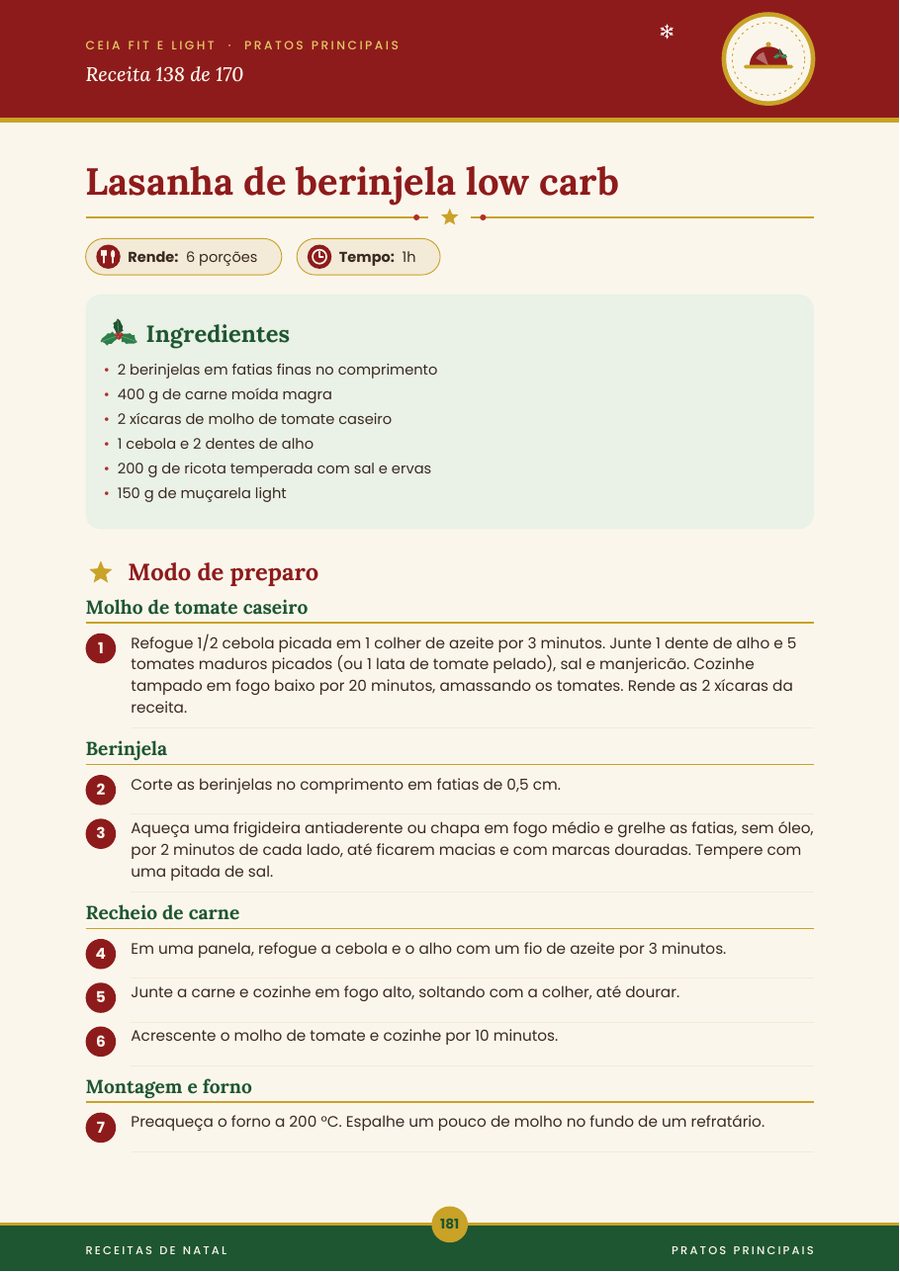 CEIA FIT E LIGHT · PRATOS PRINCIPAIS
Receita 138 de 170
Lasanha de berinjela low carb
Rende: 6 porções
Tempo: 1h
Ingredientes
• 2 berinjelas em fatias finas no comprimento
• 400 g de carne moída magra
• 2 xícaras de molho de tomate caseiro
• 1 cebola e 2 dentes de alho
• 200 g de ricota temperada com sal e ervas
• 150 g de muçarela light
Modo de preparo
Molho de tomate caseiro
1 Refogue 1/2 cebola picada em 1 colher de azeite por 3 minutos. Junte 1 dente de alho e 5
tomates maduros picados (ou 1 lata de tomate pelado), sal e manjericão. Cozinhe
tampado em fogo baixo por 20 minutos, amassando os tomates. Rende as 2 xícaras da
receita.
Berinjela
2 Corte as berinjelas no comprimento em fatias de 0,5 cm.
3 Aqueça uma frigideira antiaderente ou chapa em fogo médio e grelhe as fatias, sem óleo,
por 2 minutos de cada lado, até ficarem macias e com marcas douradas. Tempere com
uma pitada de sal.
Recheio de carne
4 Em uma panela, refogue a cebola e o alho com um fio de azeite por 3 minutos.
5 Junte a carne e cozinhe em fogo alto, soltando com a colher, até dourar.
6 Acrescente o molho de tomate e cozinhe por 10 minutos.
Montagem e forno
7 Preaqueça o forno a 200 °C. Espalhe um pouco de molho no fundo de um refratário.
181
RECEITAS DE NATAL
PRATOS PRINCIPAIS